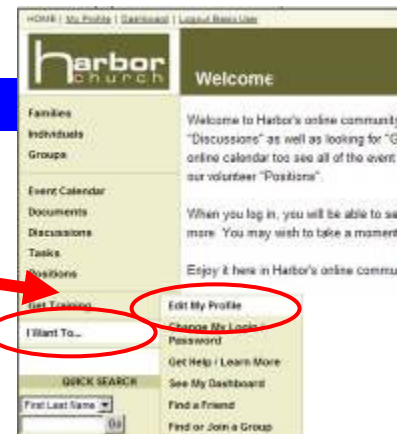 HOME | My Profile | Dashboard | Logout Basic User
harbor
church
Welcome
Families
Individuals
Groups
Event Calendar
Documents
Discussions
Tasks
Positions
Get Training
I Want To...
QUICK SEARCH
First Last Name
Go
Welcome to Harbor's online community
"Discussions" as well as looking for "G
online calendar too see all of the event
our volunteer "Positions".
When you log in, you will be able to se
more. You may wish to take a moment
Enjoy it here in Harbor's online commu
Edit My Profile
Change My Login /
Password
Get Help / Learn More
See My Dashboard
Find a Friend
Find or Join a Group